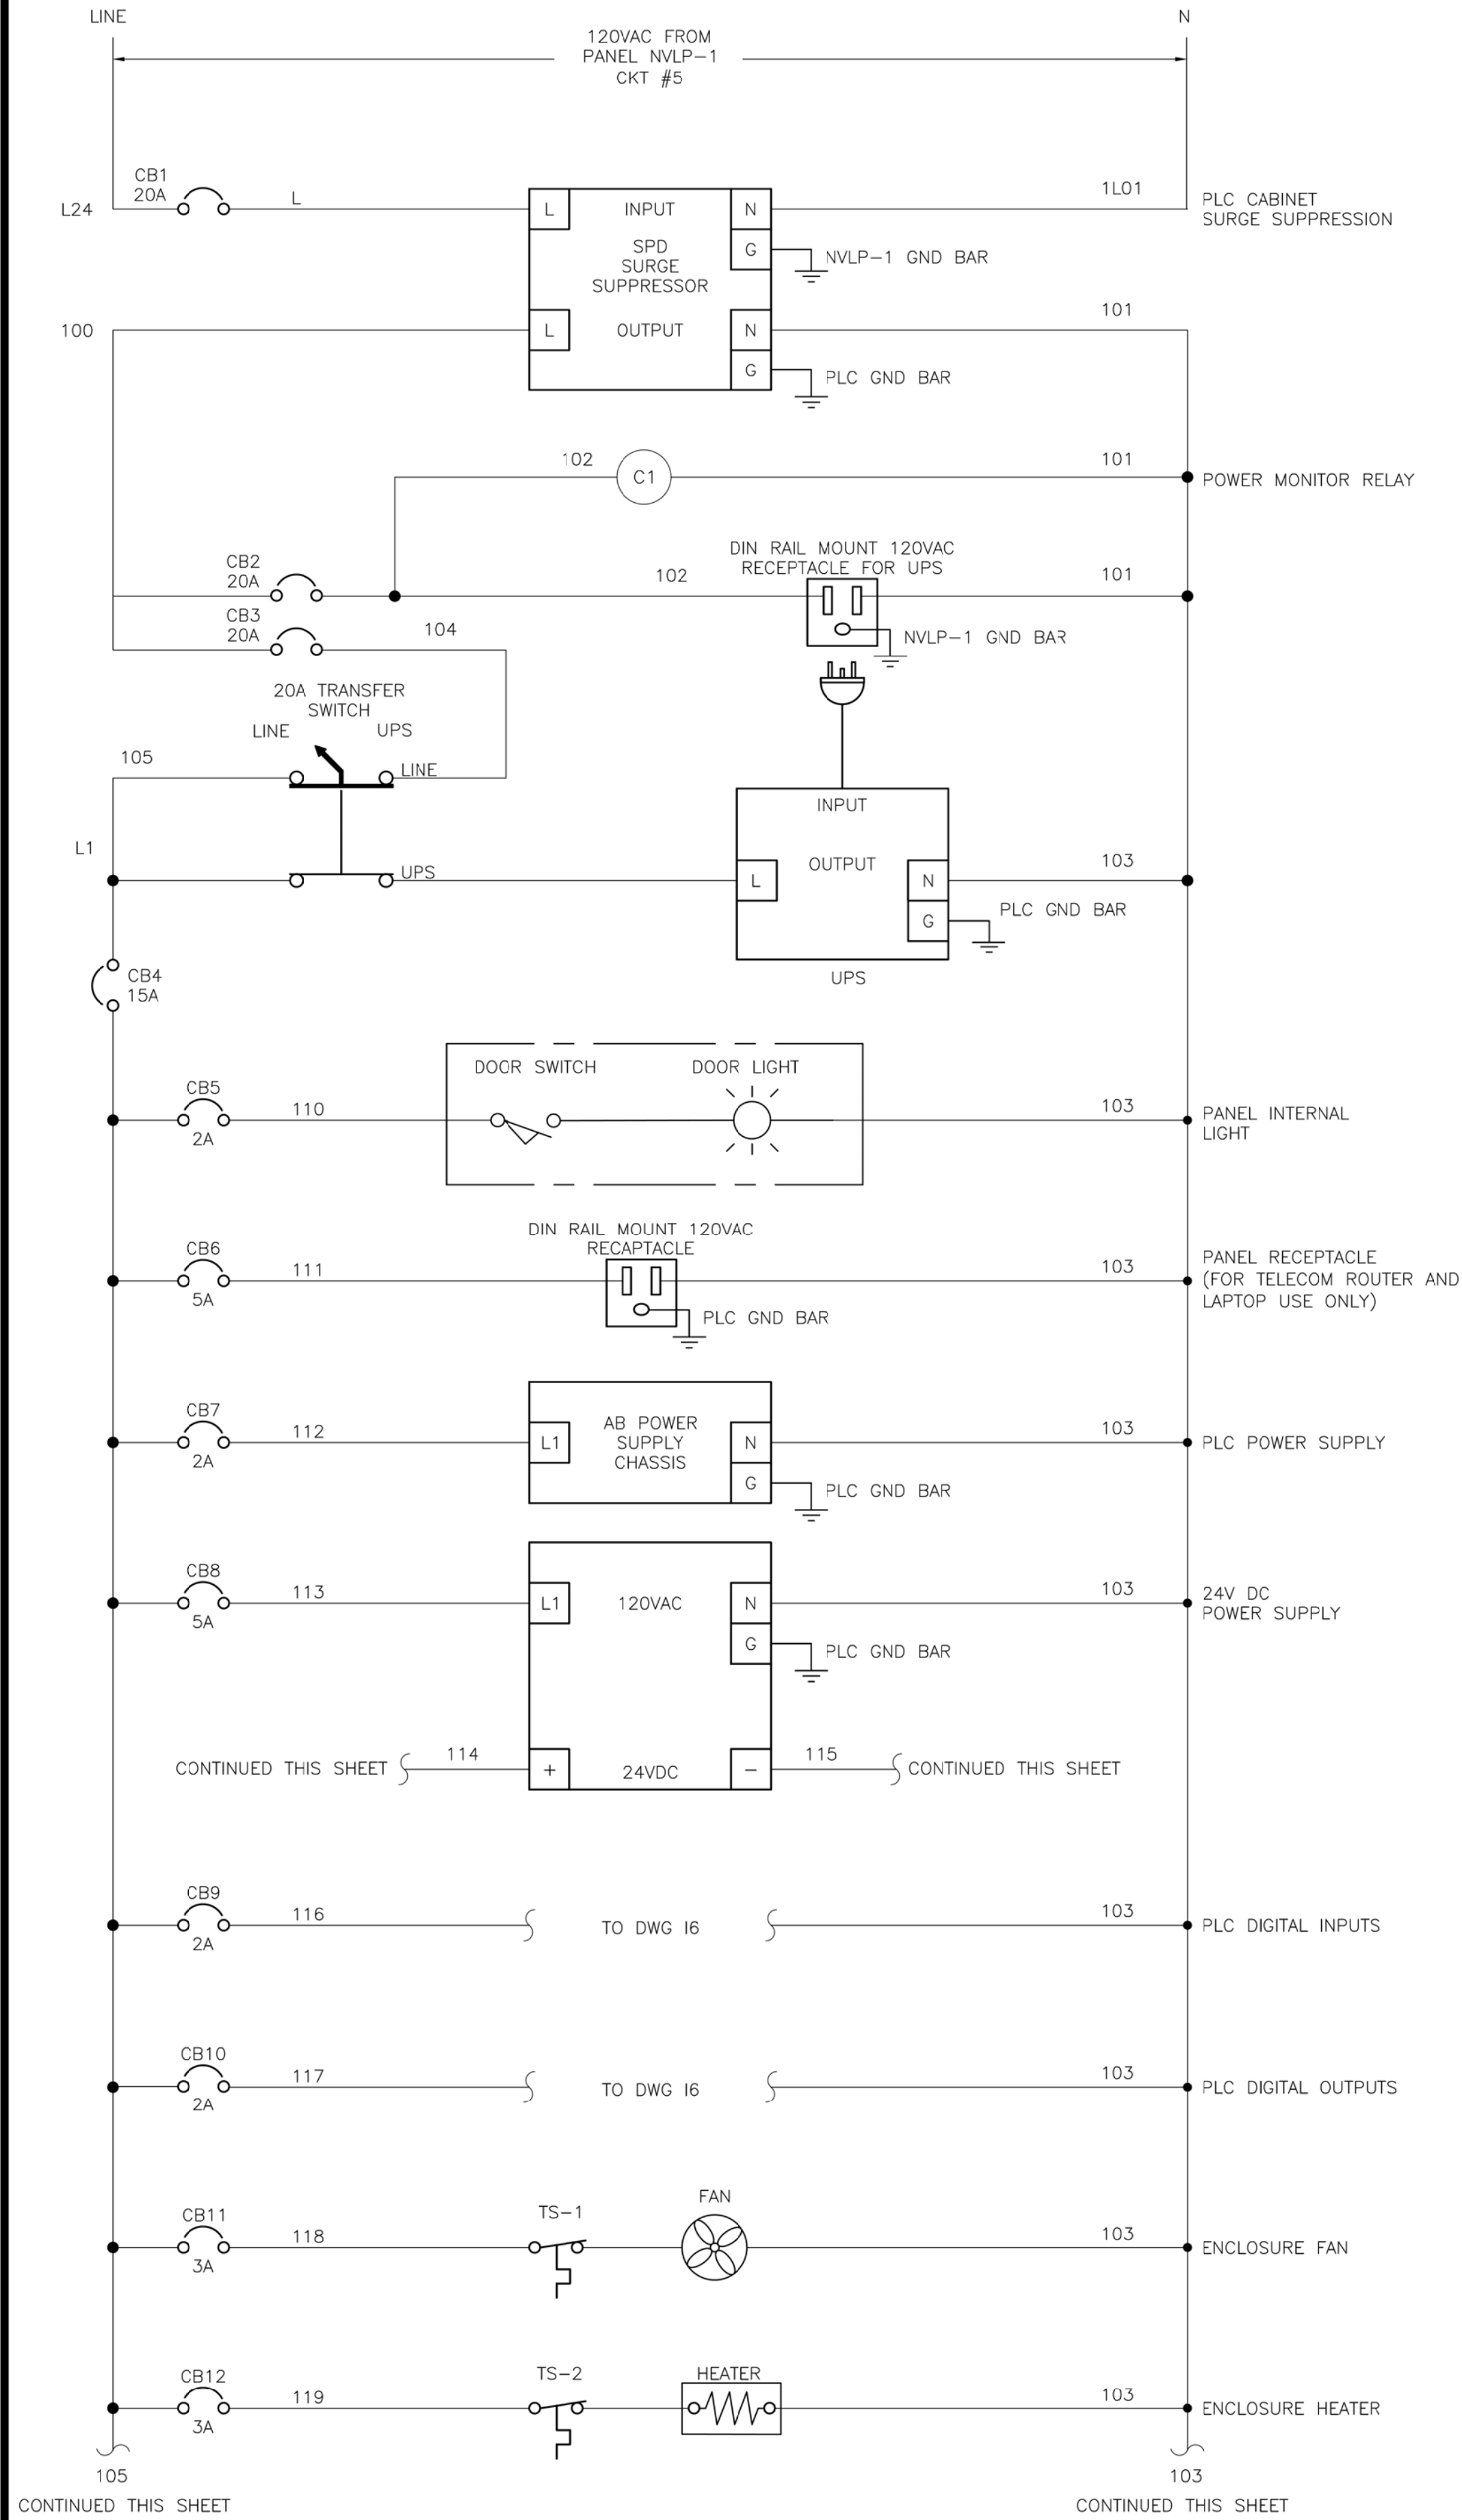 LINE
N
120VAC FROM
PANEL NVLP-1
CKT #5
CB1
20A
L24
L
L
INPUT
N
1L01
PLC CABINET
SURGE SUPPRESSION
SPD
SURGE
SUPPRESSOR
G
NVLP-1 GND BAR
100
L
OUTPUT
N
101
G
PLC GND BAR
102
C1
101
POWER MONITOR RELAY
CB2
20A
102
DIN RAIL MOUNT 120VAC
RECEPTACLE FOR UPS
101
CB3
20A
104
NVLP-1 GND BAR
20A TRANSFER
SWITCH
LINE
UPS
105
LINE
INPUT
L1
UPS
L
OUTPUT
N
103
G
PLC GND BAR
UPS
CB4
15A
DOOR SWITCH
DOOR LIGHT
CB5
2A
110
103
PANEL INTERNAL
LIGHT
DIN RAIL MOUNT 120VAC
RECAPTACLE
CB6
5A
111
103
PLC GND BAR
PANEL RECEPTACLE
(FOR TELECOM ROUTER AND
LAPTOP USE ONLY)
CB7
2A
112
L1
AB POWER
SUPPLY
CHASSIS
N
G
103
PLC POWER SUPPLY
PLC GND BAR
CB8
5A
113
L1
120VAC
N
G
103
24V DC
POWER SUPPLY
PLC GND BAR
CONTINUED THIS SHEET
114
+
24VDC
-
115
CONTINUED THIS SHEET
CB9
2A
116
TO DWG I6
103
PLC DIGITAL INPUTS
CB10
2A
117
TO DWG I6
103
PLC DIGITAL OUTPUTS
CB11
3A
118
TS-1
FAN
103
ENCLOSURE FAN
CB12
3A
119
TS-2
HEATER
103
ENCLOSURE HEATER
105
CONTINUED THIS SHEET
103
CONTINUED THIS SHEET